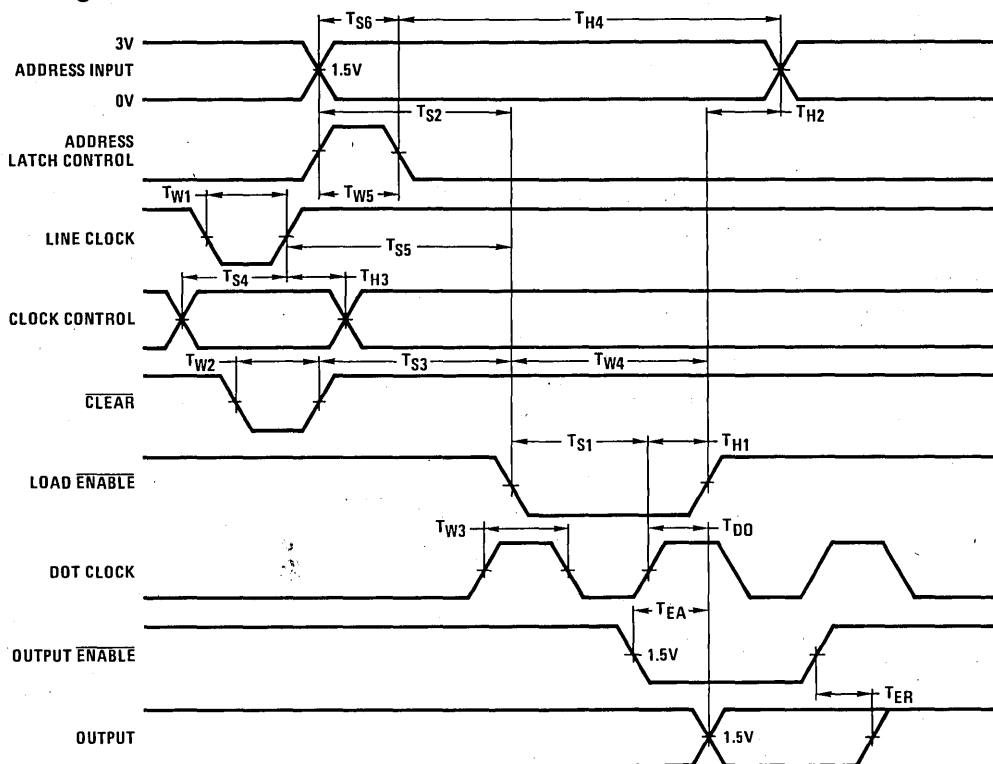 T_S6 T_H4
3V
ADDRESS INPUT 1.5V
0V
T_S2 T_H2
ADDRESS
LATCH CONTROL
T_W1 T_W5
LINE CLOCK T_S5
T_S4 T_H3
CLOCK CONTROL
T_W2 T_S3 T_W4
CLEAR
T_S1 T_H1
LOAD ENABLE
T_W3 T_DO
DOT CLOCK
T_EA
OUTPUT ENABLE 1.5V
T_ER
OUTPUT 1.5V